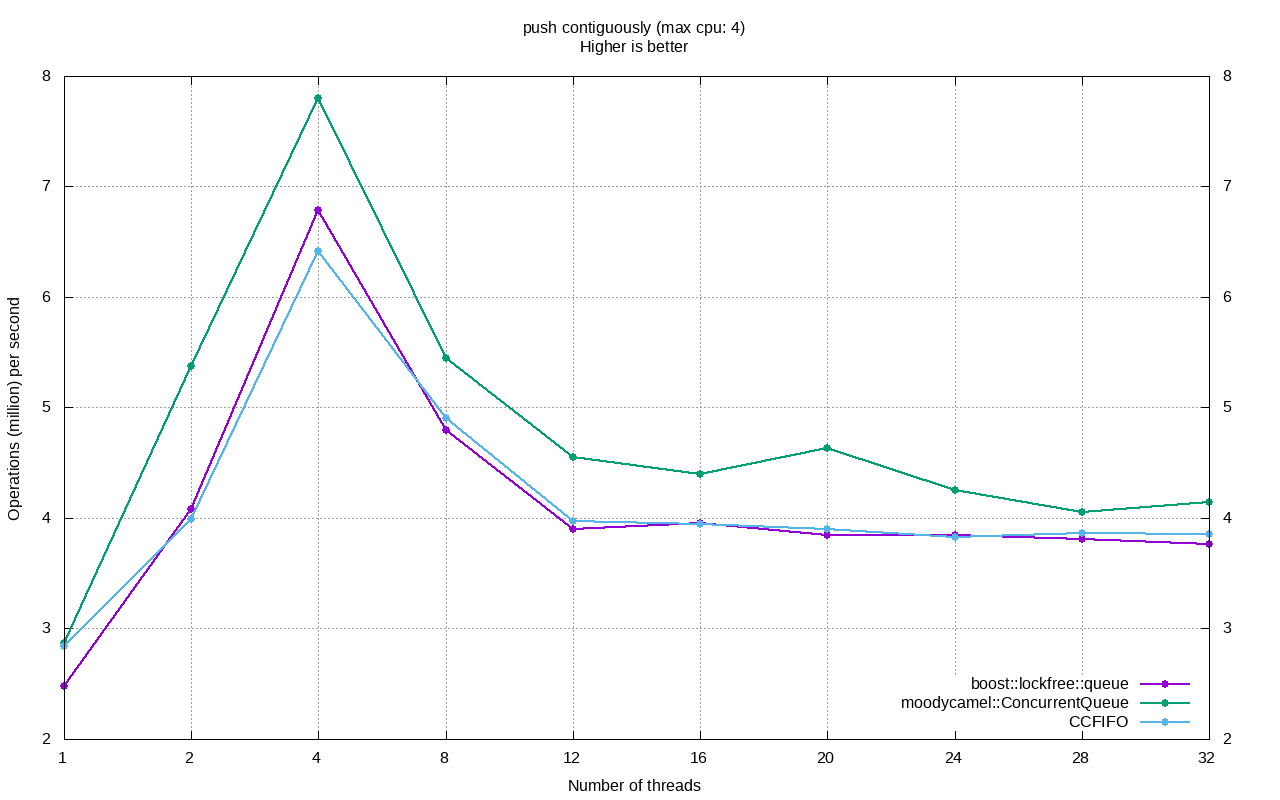 push contiguously (max cpu: 4)
Higher is better
8 8
7 7
6 6
5 5
4 4
3 3
2 2
Operations (million) per second
boost::lockfree::queue
moodycamel::ConcurrentQueue
CCFIFO
1 2 4 8 12 16 20 24 28 32
Number of threads